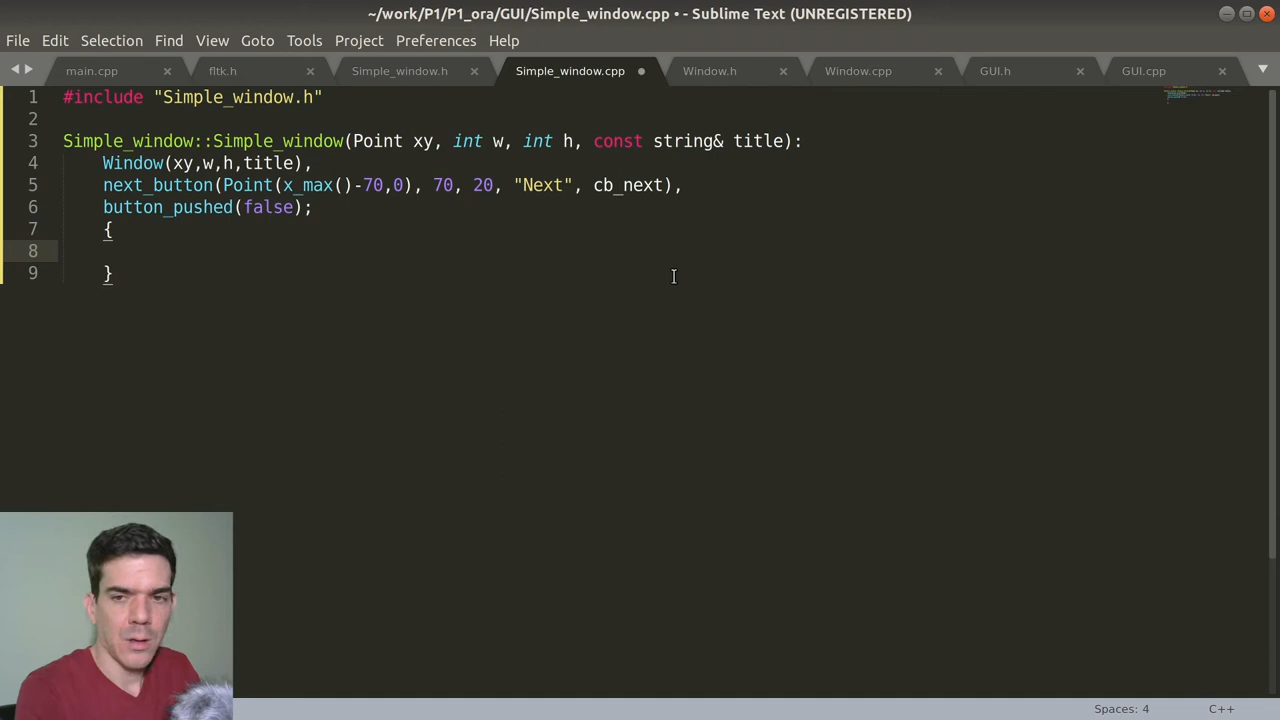 ~/work/P1/P1_ora/GUI/Simple_window.cpp • - Sublime Text (UNREGISTERED)
File Edit Selection Find View Goto Tools Project Preferences Help
main.cpp fltk.h Simple_window.h Simple_window.cpp Window.h Window.cpp GUI.h GUI.cpp
1 #include "Simple_window.h"
2
3 Simple_window::Simple_window(Point xy, int w, int h, const string& title):
4 Window(xy,w,h,title),
5 next_button(Point(x_max()-70,0), 70, 20, "Next", cb_next),
6 button_pushed(false);
7 {
8
9 }
Spaces: 4 C++